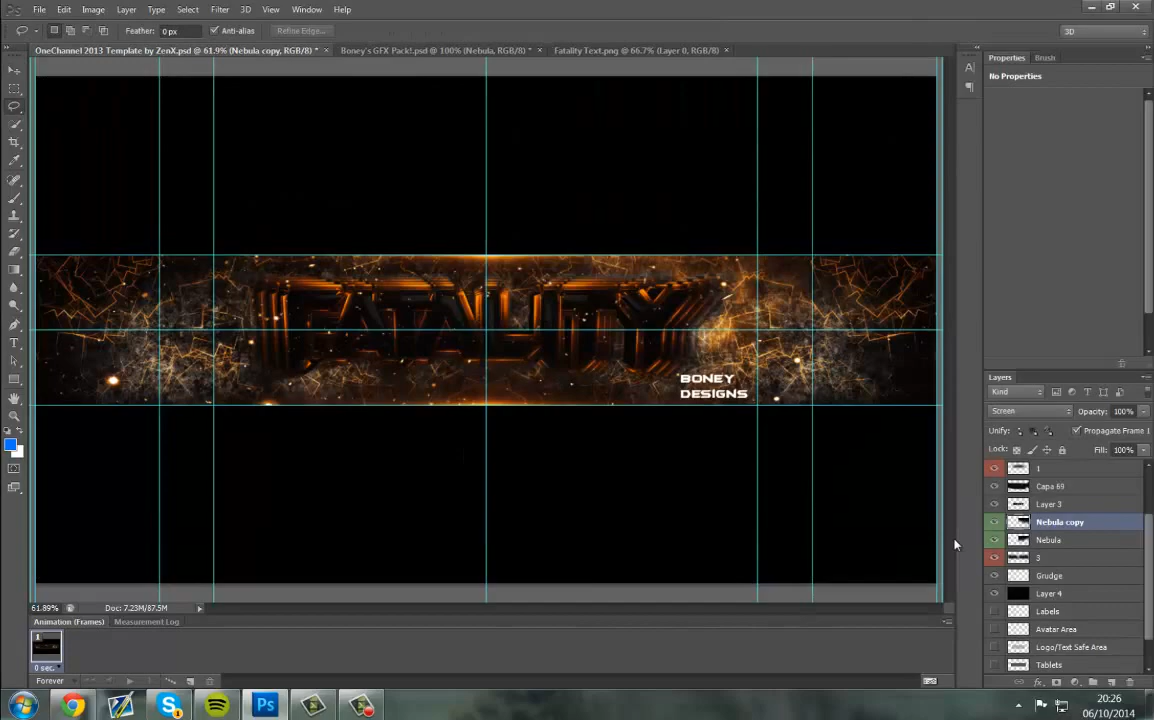 Ps File Edit Image Layer Type Select Filter 3D View Window Help
Feather: 0 px Anti-alias Refine Edge... 3D
OneChannel 2013 Template by ZenX.psd @ 61.9% (Nebula copy, RGB/8) * × Boney's GFX Pack!.psd @ 100% (Nebula, RGB/8) * × Fatality Text.png @ 66.7% (Layer 0, RGB/8) ×
Properties Brush
No Properties
FATALITY
BONEY
DESIGNS
Layers
Kind
Screen Opacity: 100%
Unify: Propagate Frame 1
Lock: Fill: 100%
1
Capa 69
Layer 3
Nebula copy
Nebula
3
Grudge
Layer 4
Labels
Avatar Area
Logo/Text Safe Area
Tablets
61.89% Doc: 7.23M/87.5M
Animation (Frames) Measurement Log
1
0 sec.
Forever
20:26
06/10/2014